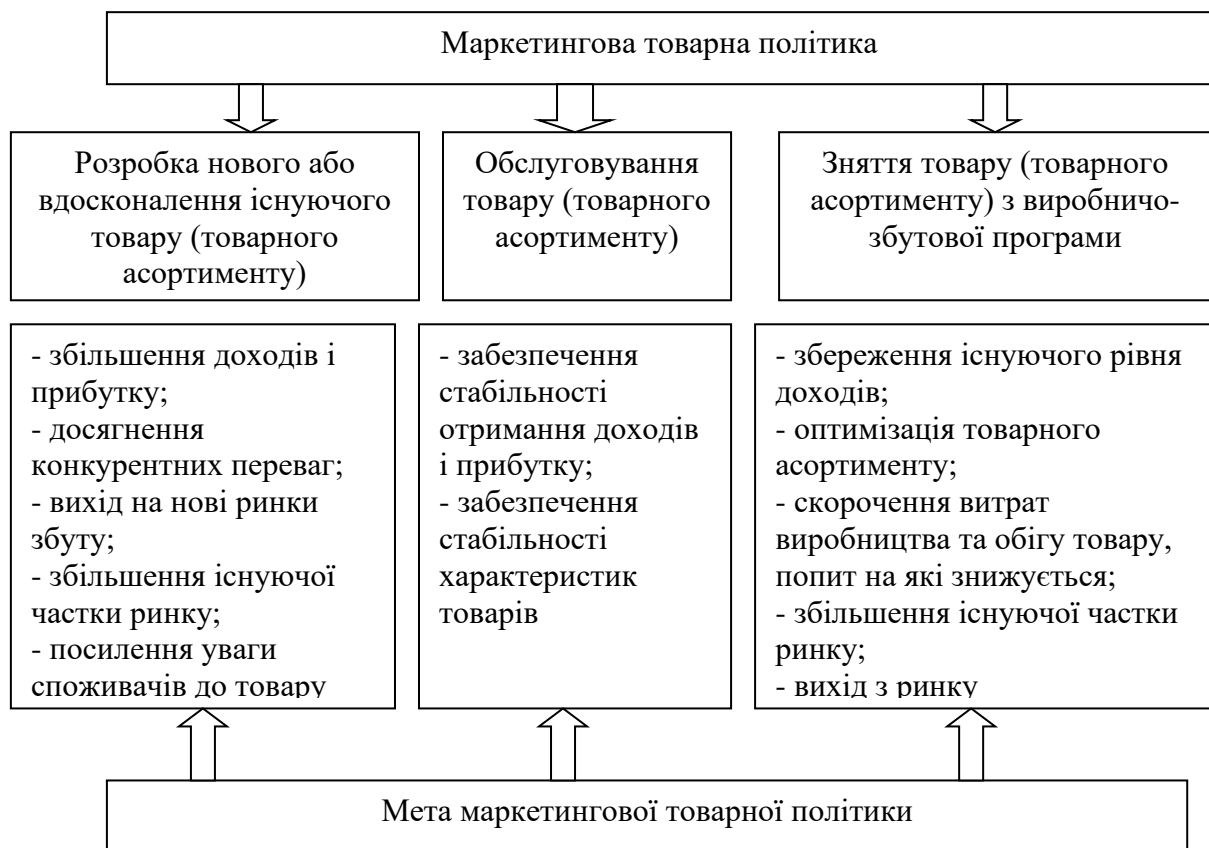 Маркетингова товарна політика
Розробка нового або
вдосконалення існуючого
товару (товарного
асортименту)
Обслуговування
товару (товарного
асортименту)
Зняття товару (товарного
асортименту) з виробничо-
збутової програми
- збільшення доходів і
прибутку;
- досягнення
конкурентних переваг;
- вихід на нові ринки
збуту;
- збільшення існуючої
частки ринку;
- посилення уваги
споживачів до товару
- забезпечення
стабільності
отримання доходів
і прибутку;
- забезпечення
стабільності
характеристик
товарів
- збереження існуючого рівня
доходів;
- оптимізація товарного
асортименту;
- скорочення витрат
виробництва та обігу товару,
попит на які знижується;
- збільшення існуючої частки
ринку;
- вихід з ринку
Мета маркетингової товарної політики